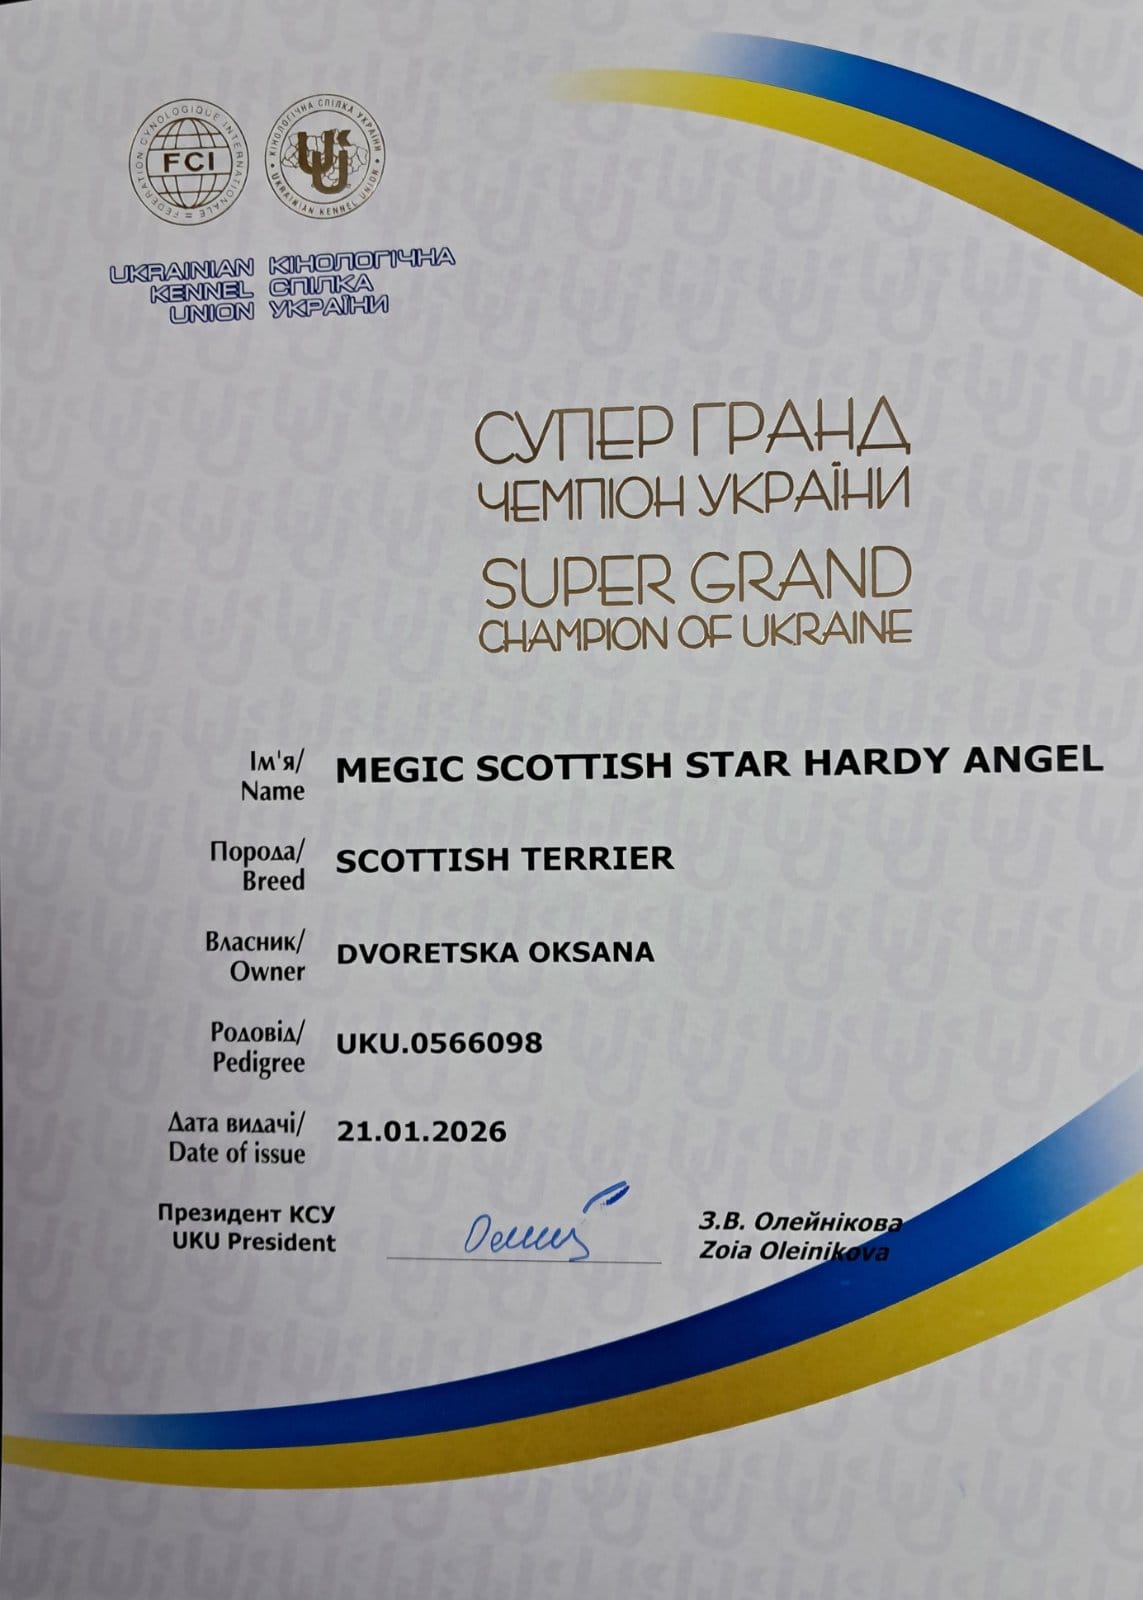 FEDERATION CYNOLOGIQUE INTERNATIONALE
FCI
КІНОЛОГІЧНА СПІЛКА УКРАЇНИ
UKU
UKRAINIAN KENNEL UNION
UKRAINIAN КІНОЛОГІЧНА
KENNEL СПІЛКА
UNION УКРАЇНИ
СУПЕР ГРАНД
ЧЕМПІОН УКРАЇНИ
SUPER GRAND
CHAMPION OF UKRAINE
Ім'я/
Name
MEGIC SCOTTISH STAR HARDY ANGEL
Порода/
Breed
SCOTTISH TERRIER
Власник/
Owner
DVORETSKA OKSANA
Родовід/
Pedigree
UKU.0566098
Дата видачі/
Date of issue
21.01.2026
Президент КСУ
UKU President
З.В. Олейнікова
Zoia Oleinikova